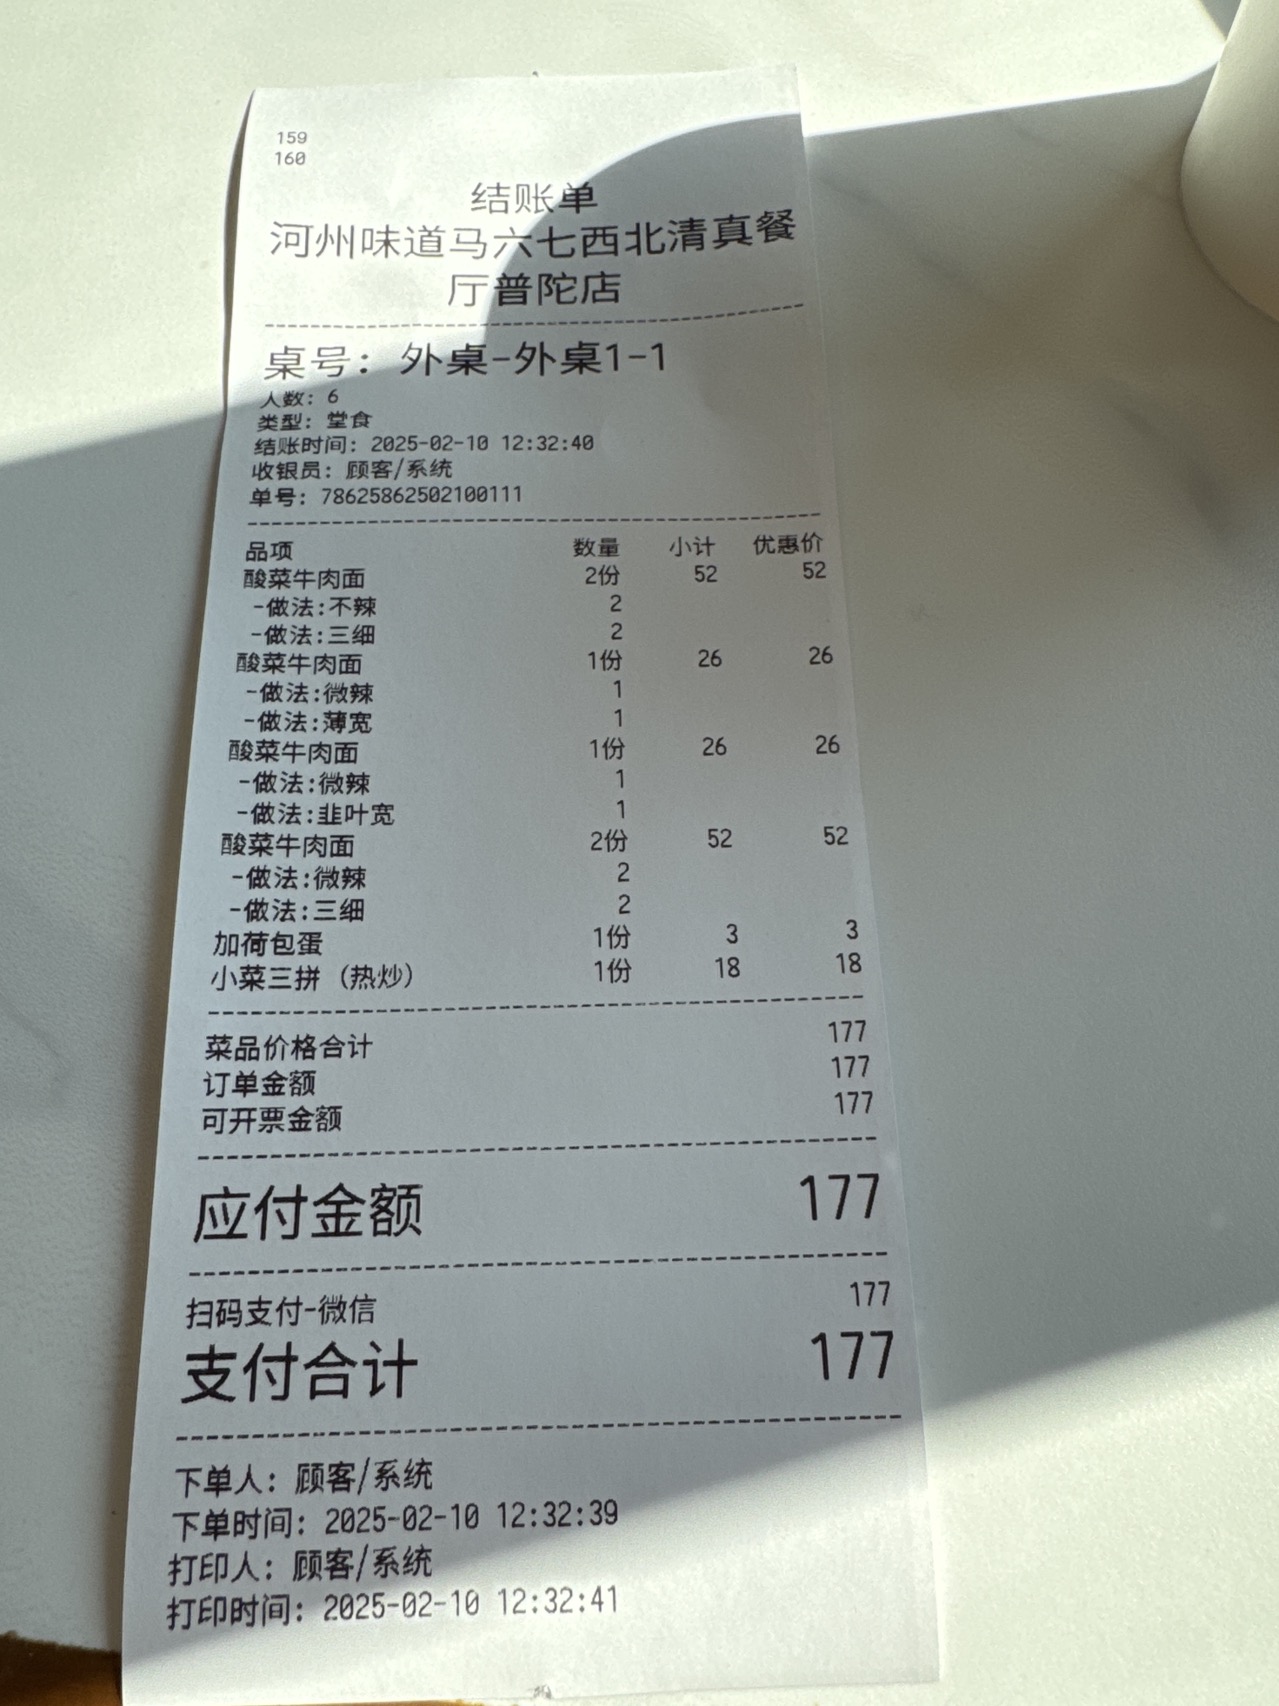 159
160
结账单
河州味道马六七西北清真餐
厅普陀店
桌号：外桌-外桌1-1
人数：6
类型：堂食
结账时间：2025-02-10 12:32:40
收银员：顾客/系统
单号：78625862502100111
品项 数量 小计 优惠价
酸菜牛肉面 2份 52 52
-做法:不辣 2
-做法:三细 2
酸菜牛肉面 1份 26 26
-做法:微辣 1
-做法:薄宽 1
酸菜牛肉面 1份 26 26
-做法:微辣 1
-做法:韭叶宽 1
酸菜牛肉面 2份 52 52
-做法:微辣 2
-做法:三细 2
加荷包蛋 1份 3 3
小菜三拼（热炒） 1份 18 18
菜品价格合计 177
订单金额 177
可开票金额 177
应付金额 177
扫码支付-微信 177
支付合计 177
下单人：顾客/系统
下单时间：2025-02-10 12:32:39
打印人：顾客/系统
打印时间：2025-02-10 12:32:41